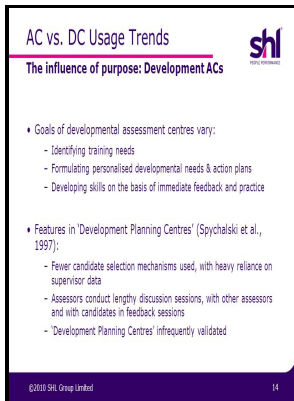 AC vs. DC Usage Trends
shl
PEOPLE PERFORMANCE
The influence of purpose: Development ACs
• Goals of developmental assessment centres vary:
– Identifying training needs
– Formulating personalised developmental needs & action plans
– Developing skills on the basis of immediate feedback and practice
• Features in 'Development Planning Centres' (Spychalski et al.,
1997):
– Fewer candidate selection mechanisms used, with heavy reliance on
supervisor data
– Assessors conduct lengthy discussion sessions, with other assessors
and with candidates in feedback sessions
– 'Development Planning Centres' infrequently validated
©2010 SHL Group Limited
14